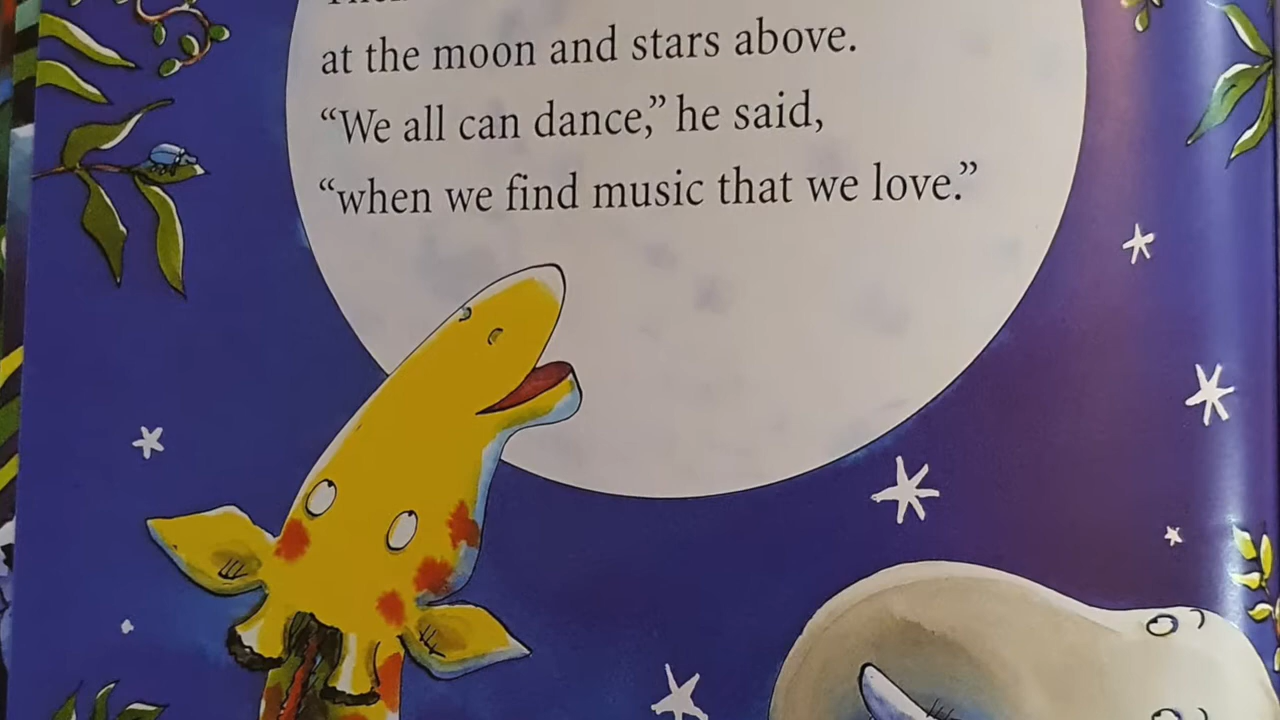 at the moon and stars above.
“We all can dance,” he said,
“when we find music that we love.”